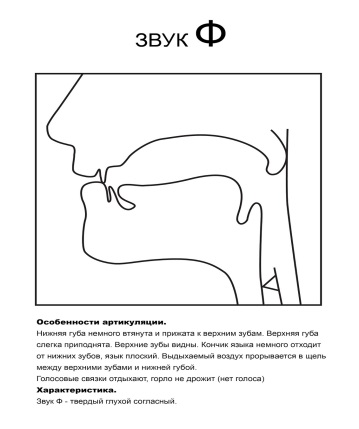 ЗВУК Ф
Особенности артикуляции.
Нижняя губа немного втянута и прижата к верхним зубам. Верхняя губа
слегка приподнята. Верхние зубы видны. Кончик языка немного отходит
от нижних зубов, язык плоский. Выдыхаемый воздух прорывается в щель
между верхними зубами и нижней губой.
Голосовые связки отдыхают, горло не дрожит (нет голоса)
Характеристика.
Звук Ф - твердый глухой согласный.